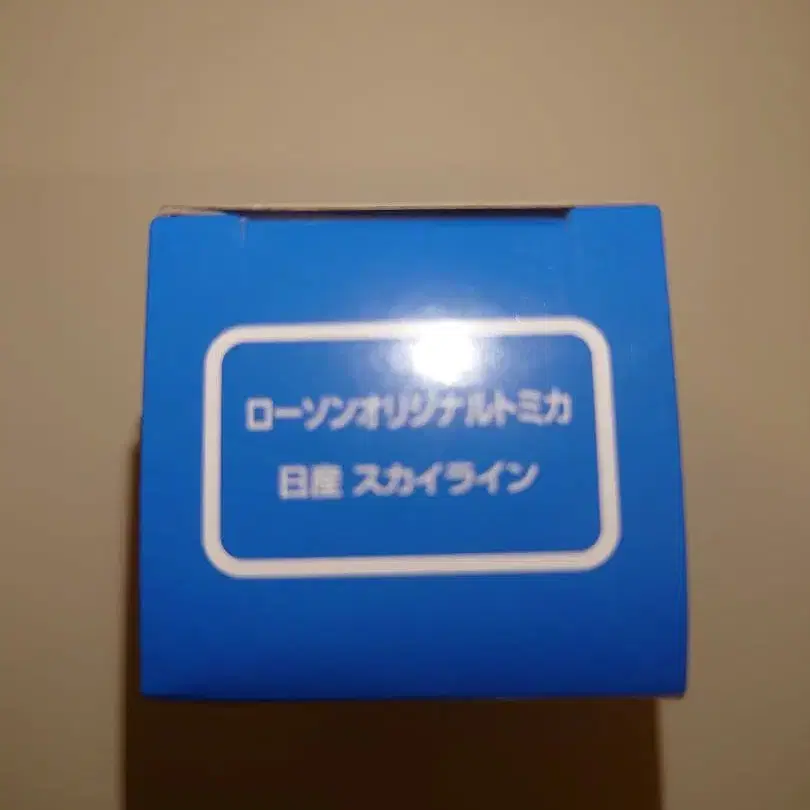 ローソンオリジナルトミカ
日産 スカイライン